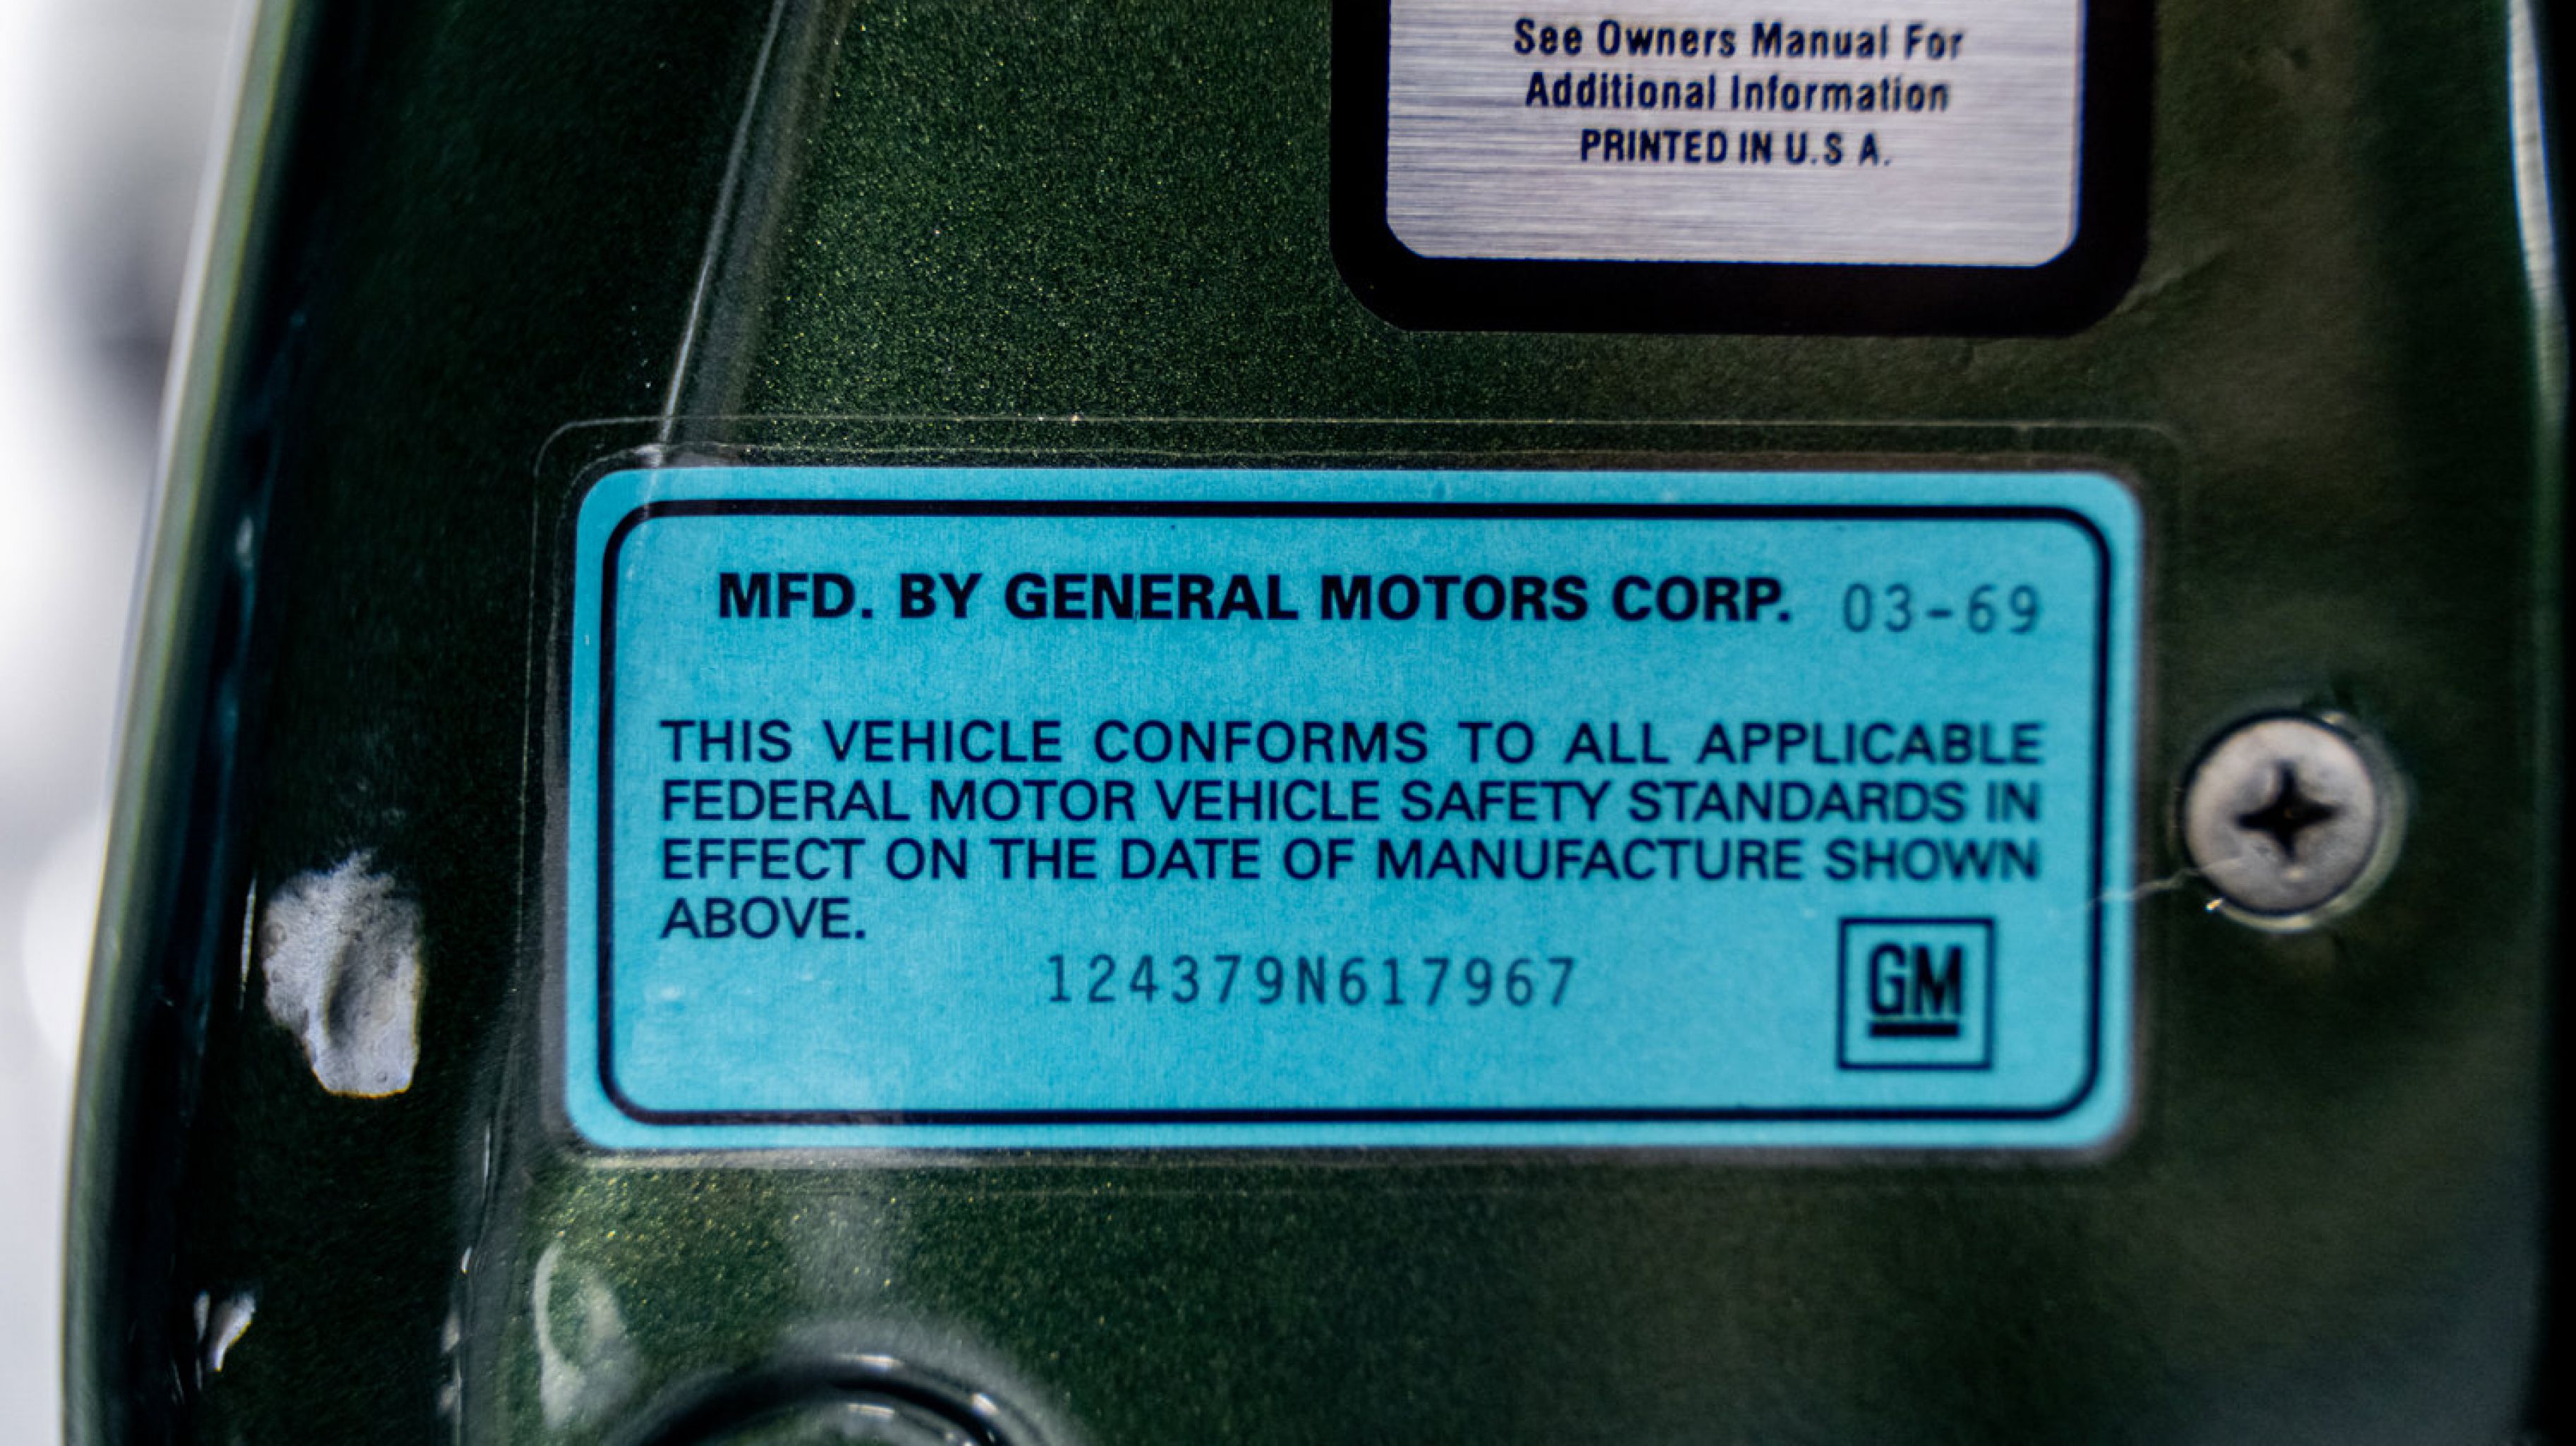 See Owners Manual For
Additional Information
PRINTED IN U.S A.
MFD. BY GENERAL MOTORS CORP. 03-69
THIS VEHICLE CONFORMS TO ALL APPLICABLE
FEDERAL MOTOR VEHICLE SAFETY STANDARDS IN
EFFECT ON THE DATE OF MANUFACTURE SHOWN
ABOVE.
124379N617967
GM